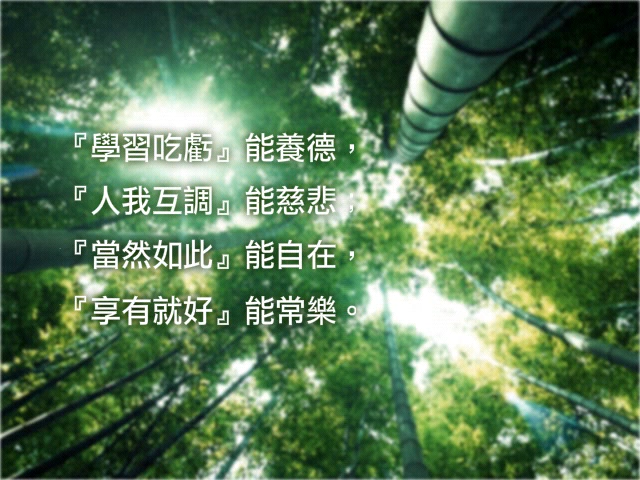 『學習吃虧』能養德，
『人我互調』能慈悲，
『當然如此』能自在，
『享有就好』能常樂。